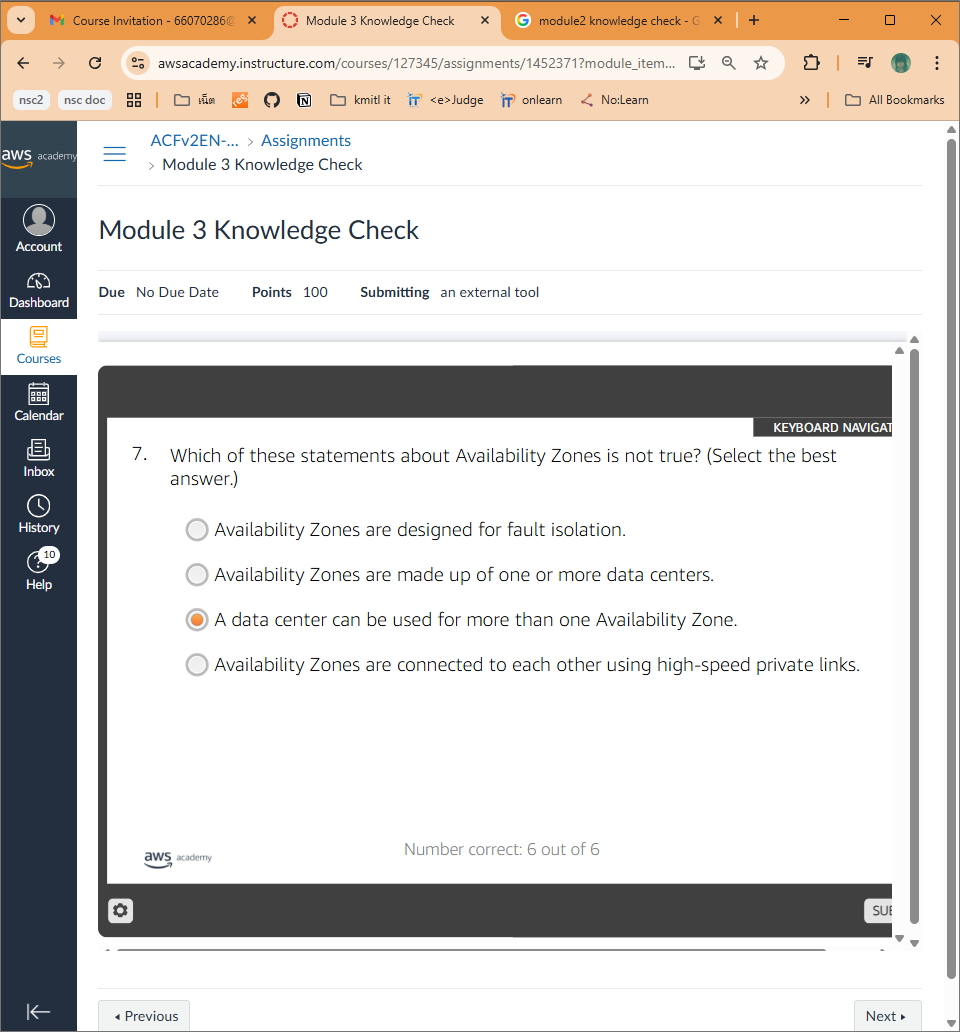 Course Invitation - 66070286@
Module 3 Knowledge Check
module2 knowledge check - G
awsacademy.instructure.com/courses/127345/assignments/1452371?module_item...
nsc2
nsc doc
เน็ต
kmitl it
<e>Judge
onlearn
No:Learn
All Bookmarks
aws academy
ACFv2EN-... > Assignments
> Module 3 Knowledge Check
Account
Dashboard
Courses
Calendar
Inbox
History
10
Help
Module 3 Knowledge Check
Due No Due Date Points 100 Submitting an external tool
KEYBOARD NAVIGAT
7. Which of these statements about Availability Zones is not true? (Select the best
answer.)
Availability Zones are designed for fault isolation.
Availability Zones are made up of one or more data centers.
A data center can be used for more than one Availability Zone.
Availability Zones are connected to each other using high-speed private links.
Number correct: 6 out of 6
aws academy
SUB
Previous
Next